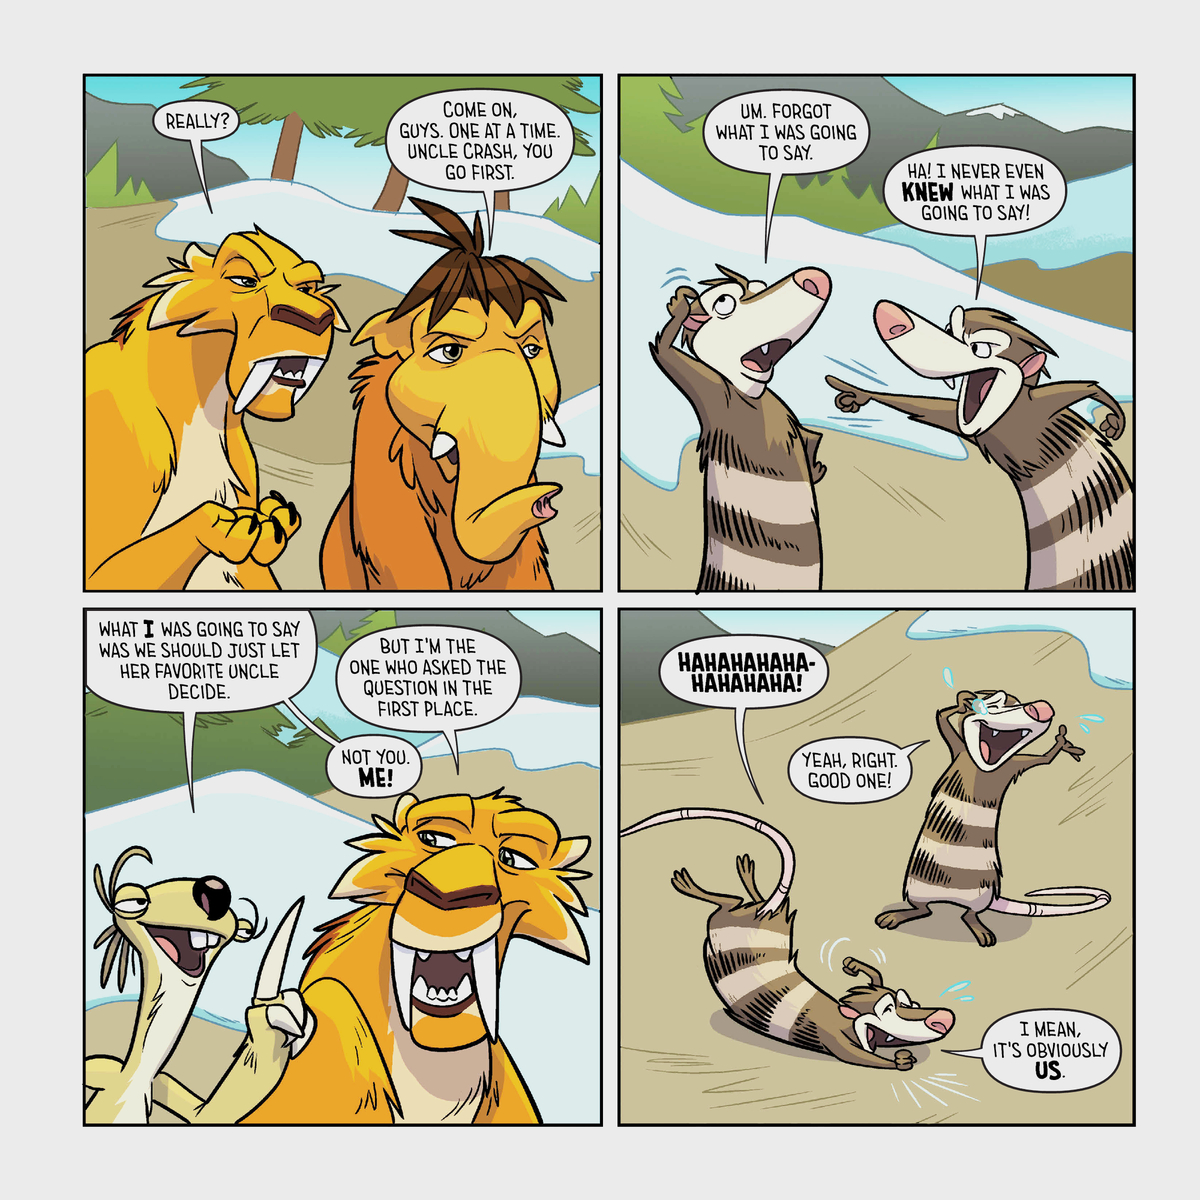 REALLY?
COME ON,
GUYS. ONE AT A TIME.
UNCLE CRASH, YOU
GO FIRST.
UM. FORGOT
WHAT I WAS GOING
TO SAY.
HA! I NEVER EVEN
KNEW WHAT I WAS
GOING TO SAY!
WHAT I WAS GOING TO SAY
WAS WE SHOULD JUST LET
HER FAVORITE UNCLE
DECIDE.
BUT I'M THE
ONE WHO ASKED THE
QUESTION IN THE
FIRST PLACE.
NOT YOU.
ME!
HAHAHAHAHA-
HAHAHAHA!
YEAH, RIGHT.
GOOD ONE!
I MEAN,
IT'S OBVIOUSLY
US.